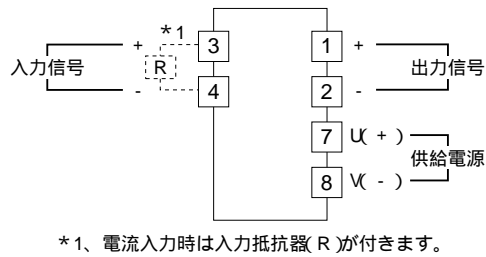 *1
+ 3 1 +
入力信号 R 出力信号
- 4 2 -
7 U( + )
供給電源
8 V( - )
*1、電流入力時は入力抵抗器( R )が付きます。